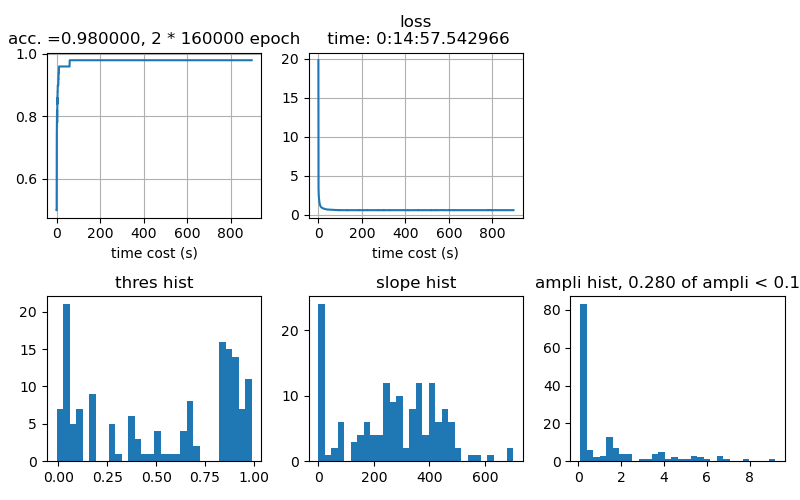 acc. =0.980000, 2 * 160000 epoch
1.0
0.8
0.6
0 200 400 600 800
time cost (s)
loss
time: 0:14:57.542966
20
15
10
5
0
0 200 400 600 800
time cost (s)
thres hist
20
15
10
5
0
0.00 0.25 0.50 0.75 1.00
slope hist
20
10
0
0 200 400 600
ampli hist, 0.280 of ampli < 0.1
80
60
40
20
0
0 2 4 6 8